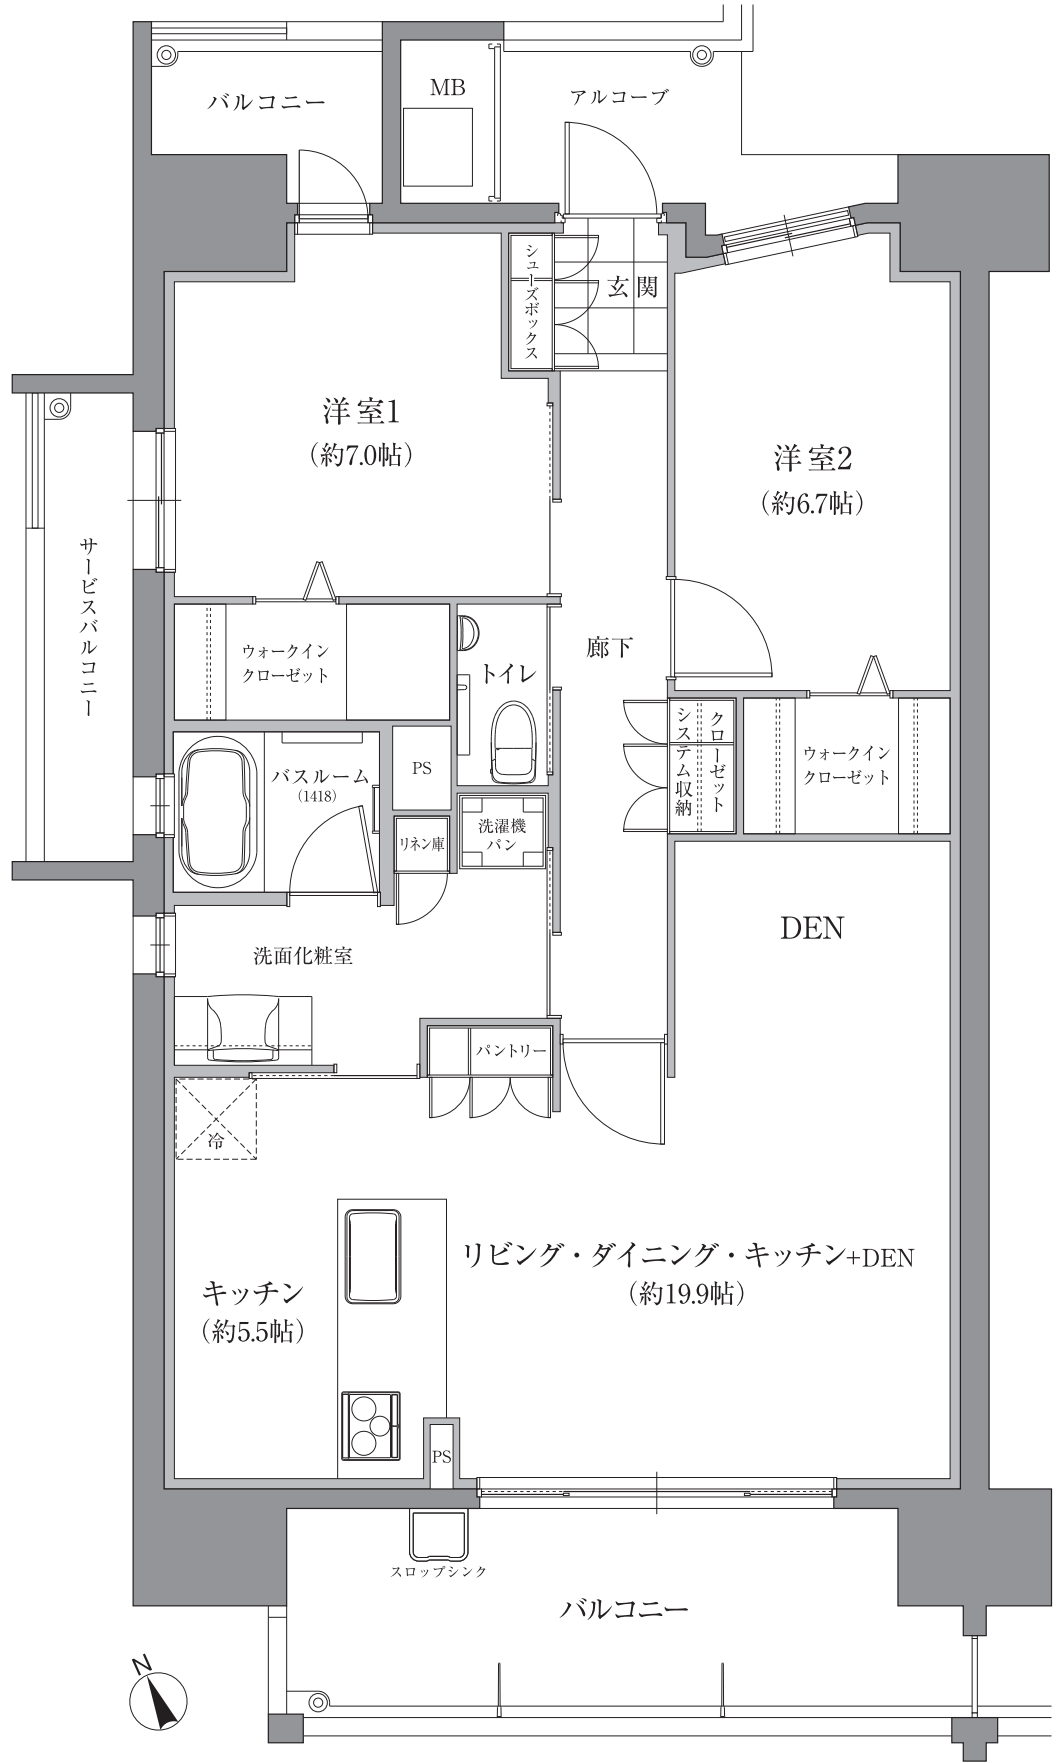 バルコニー
MB
アルコーブ
シューズボックス
玄関
洋室1
（約7.0帖）
洋室2
（約6.7帖）
サービスバルコニー
ウォークイン
クローゼット
トイレ
廊下
クローゼット
システム収納
ウォークイン
クローゼット
バスルーム
（1418）
PS
リネン庫
洗濯機
パン
DEN
洗面化粧室
パントリー
冷
キッチン
（約5.5帖）
リビング・ダイニング・キッチン+DEN
（約19.9帖）
PS
スロップシンク
バルコニー
N